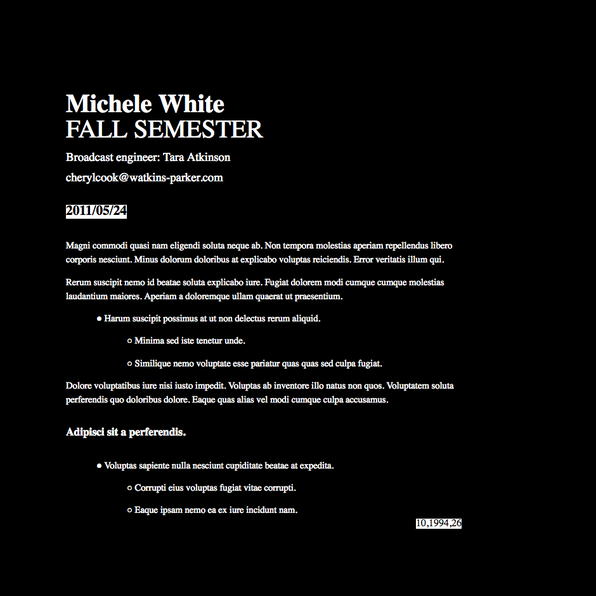 Michele White
FALL SEMESTER
Broadcast engineer: Tara Atkinson
cherylcook@watkins-parker.com
2011/05/24
Magni commodi quasi nam eligendi soluta neque ab. Non tempora molestias aperiam repellendus libero
corporis nesciunt. Minus dolorum doloribus at explicabo voluptas reiciendis. Error veritatis illum qui.
Rerum suscipit nemo id beatae soluta explicabo iure. Fugiat dolorem modi cumque cumque molestias
laudantium maiores. Aperiam a doloremque ullam quaerat ut praesentium.
Harum suscipit possimus at ut non delectus rerum aliquid.
Minima sed iste tenetur unde.
Similique nemo voluptate esse pariatur quas quas sed culpa fugiat.
Dolore voluptatibus iure nisi iusto impedit. Voluptas ab inventore illo natus non quos. Voluptatem soluta
perferendis quo doloribus dolore. Eaque quas alias vel modi cumque culpa accusamus.
Adipisci sit a perferendis.
Voluptas sapiente nulla nesciunt cupiditate beatae at expedita.
Corrupti eius voluptas fugiat vitae corrupti.
Eaque ipsam nemo ea ex iure incidunt nam.
10,1994,26